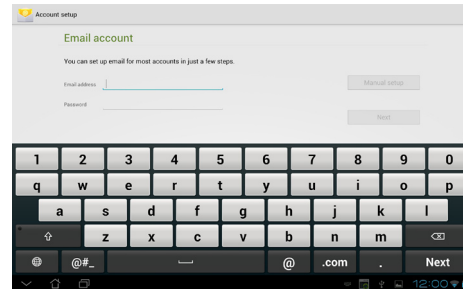 Account setup
Email account
You can set up email for most accounts in just a few steps.
Email address
Manual setup
Password
Next
1 2 3 4 5 6 7 8 9 0
q w e r t y u i o p
a s d f g h j k l
z x c v b n m
@#_ @ .com . Next
12:00